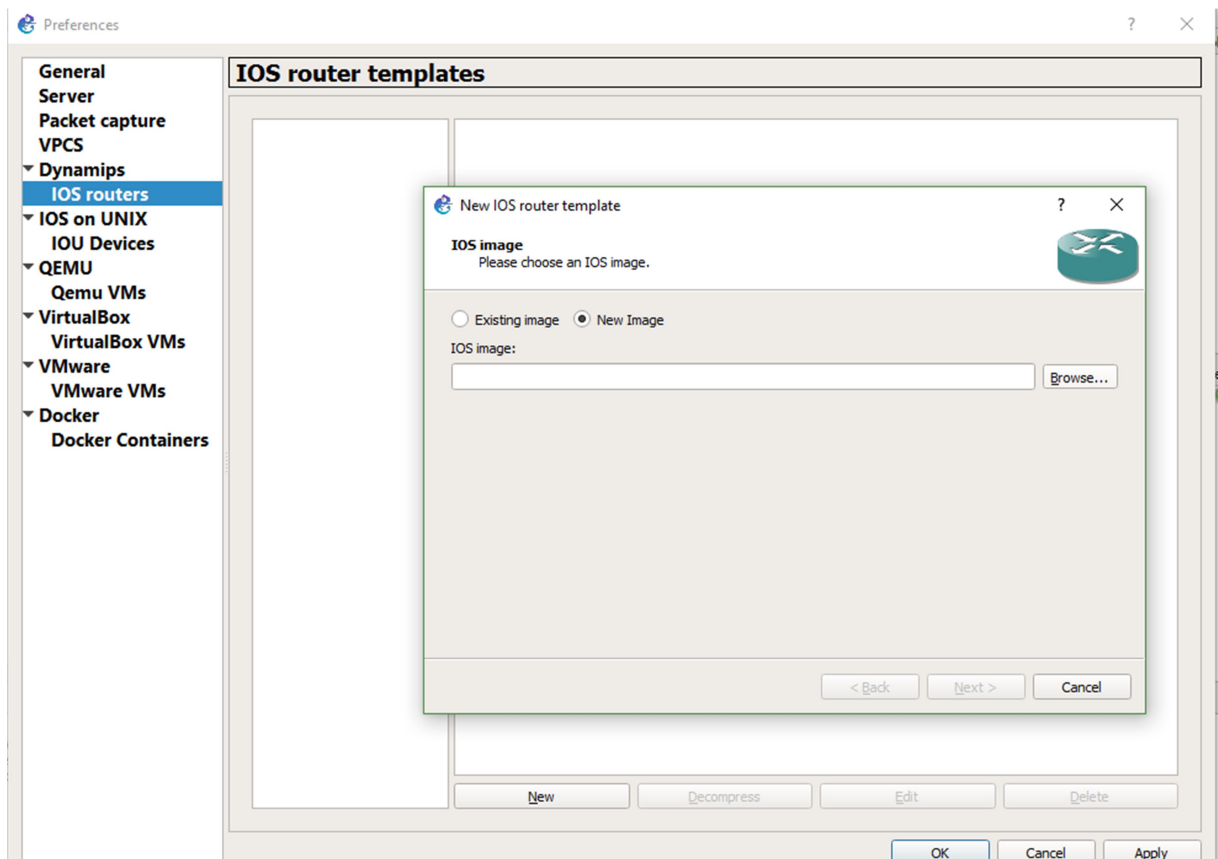 Preferences
General
Server
Packet capture
VPCS
Dynamips
IOS routers
IOS on UNIX
IOU Devices
QEMU
Qemu VMs
VirtualBox
VirtualBox VMs
VMware
VMware VMs
Docker
Docker Containers
IOS router templates
New IOS router template
IOS image
Please choose an IOS image.
Existing image New Image
IOS image:
Browse...
< Back Next > Cancel
New Decompress Edit Delete
OK Cancel Apply